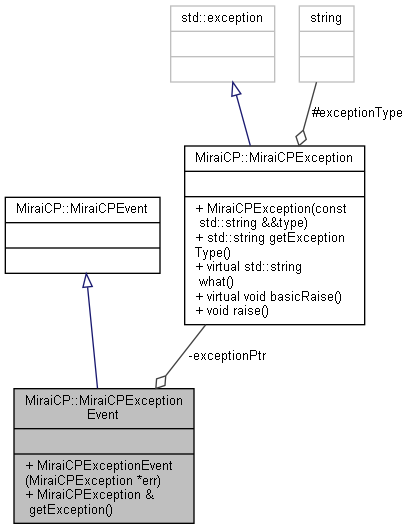 std::exception
string
#exceptionType
MiraiCP::MiraiCPException
+ MiraiCPException(const
std::string &&type)
+ std::string getException
Type()
+ virtual std::string
what()
+ virtual void basicRaise()
+ void raise()
MiraiCP::MiraiCPEvent
-exceptionPtr
MiraiCP::MiraiCPException
Event
+ MiraiCPExceptionEvent
(MiraiCPException *err)
+ MiraiCPException &
getException()